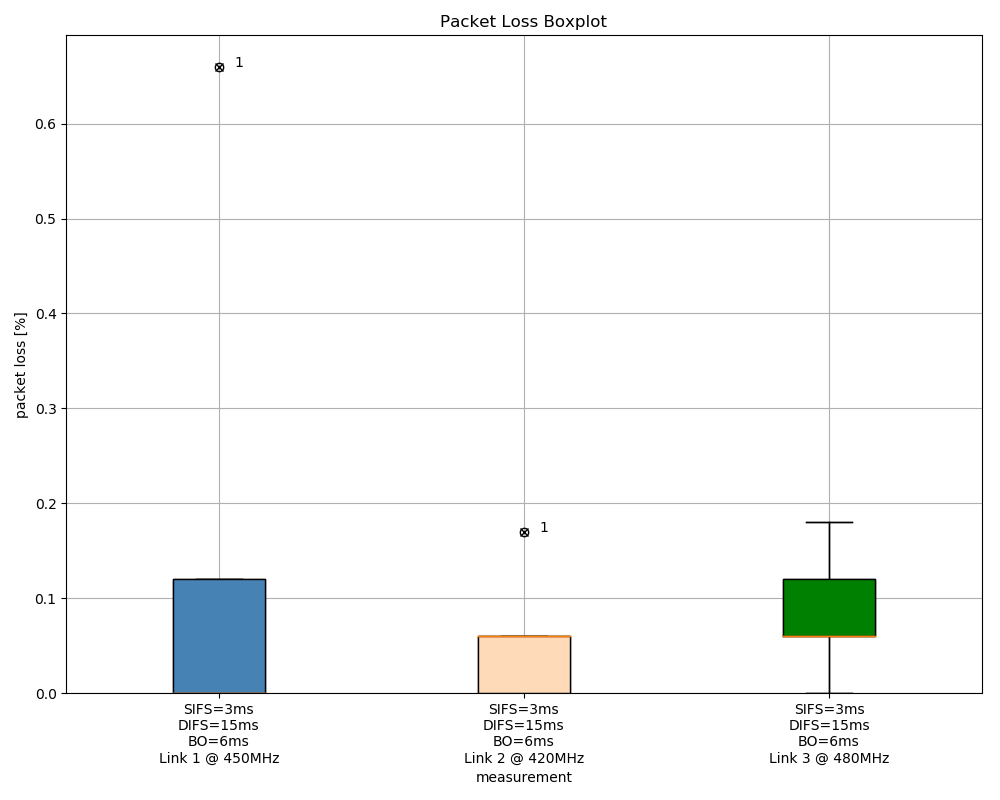 Packet Loss Boxplot
packet loss [%]
0.6
0.5
0.4
0.3
0.2
0.1
0.0
1
1
SIFS=3ms
DIFS=15ms
BO=6ms
Link 1 @ 450MHz
SIFS=3ms
DIFS=15ms
BO=6ms
Link 2 @ 420MHz
SIFS=3ms
DIFS=15ms
BO=6ms
Link 3 @ 480MHz
measurement